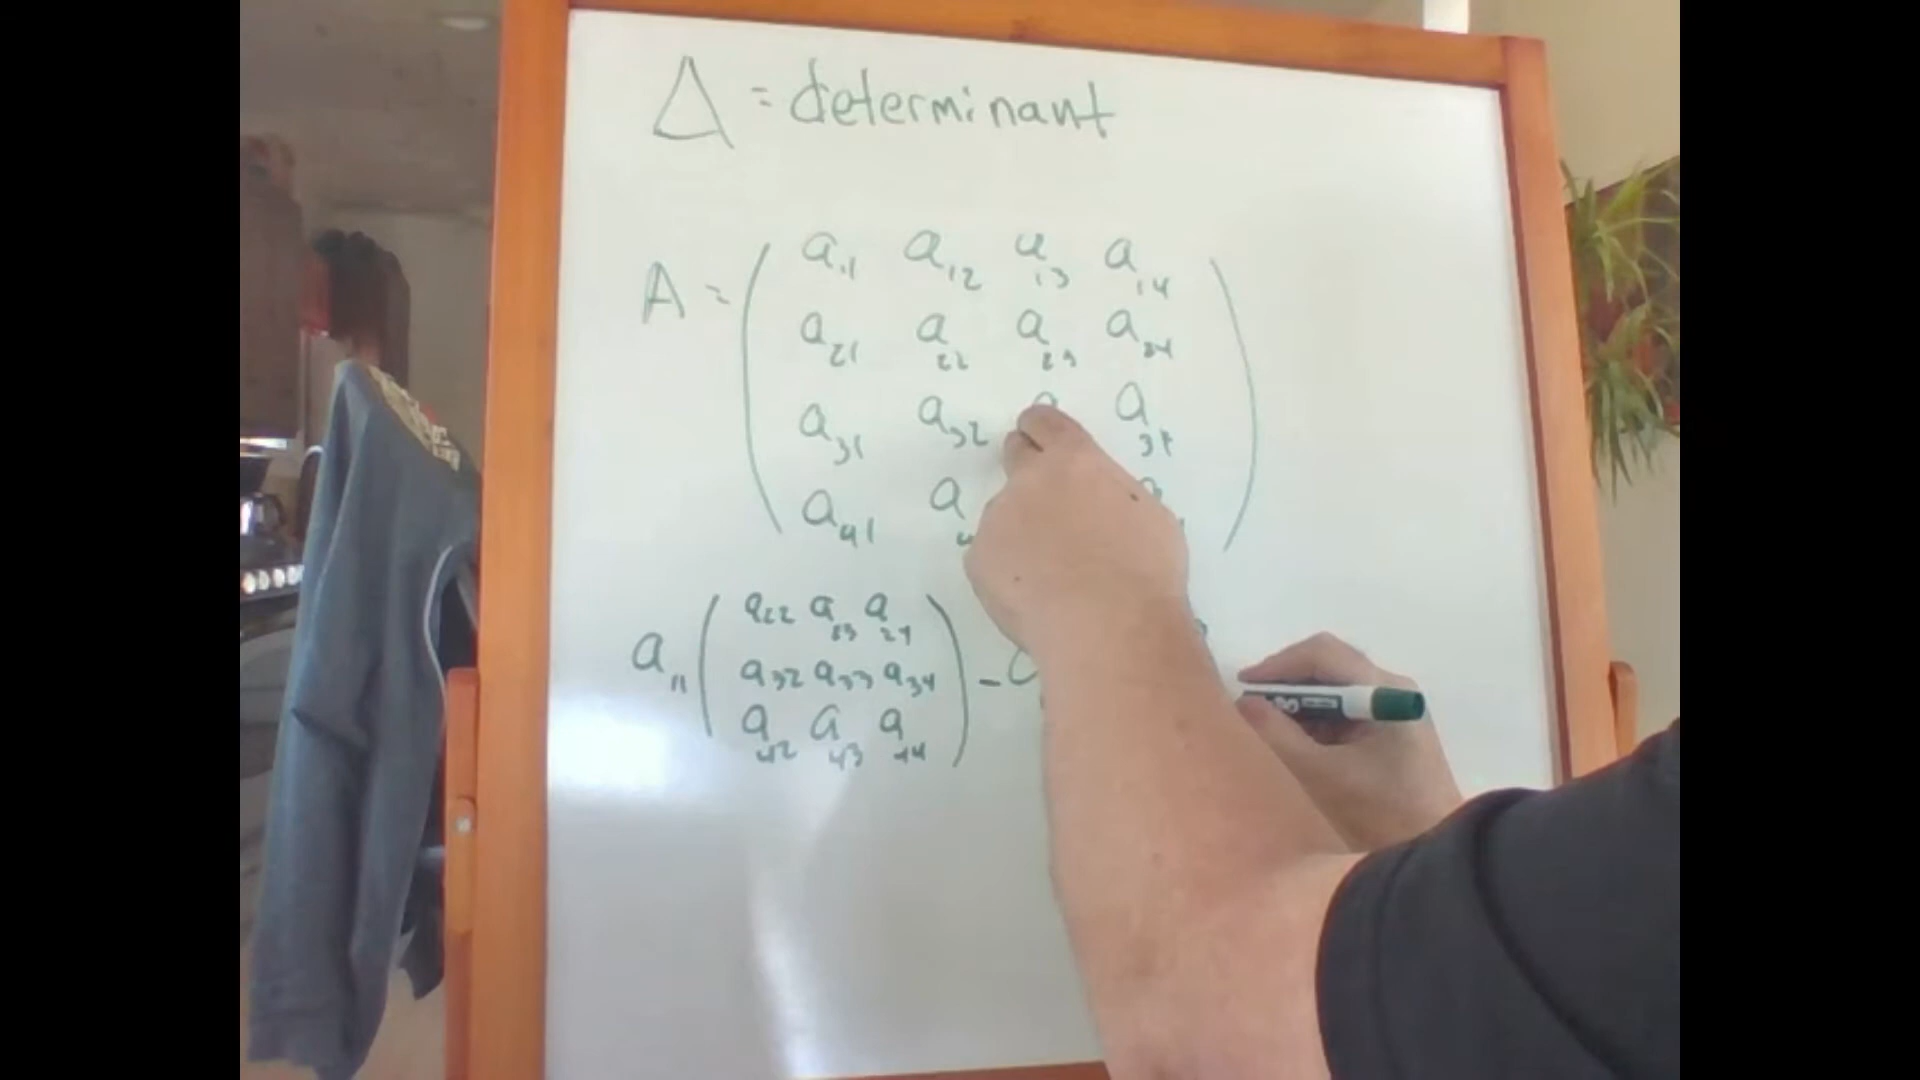 Δ = determinant
a11 a12 a13 a14
A = a21 a22 a23 a24
a31 a32 a a34
a41 a
a22 a23 a24
a11 ( a32 a33 a34 ) -
a42 a43 a44